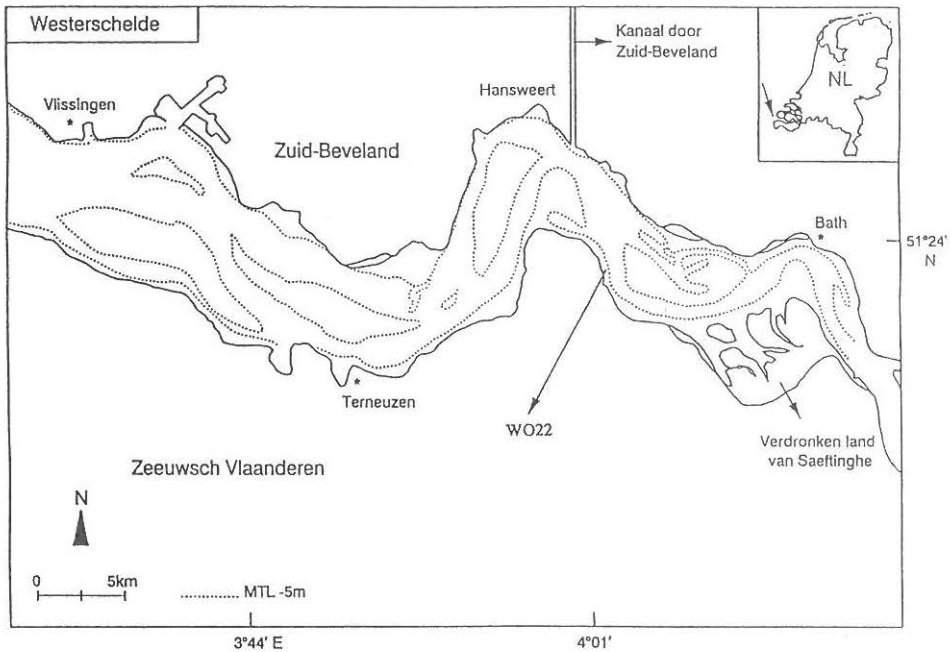 Westerschelde
Kanaal door
Zuid-Beveland
NL
Vlissingen
Hansweert
Zuid-Beveland
Bath
51°24'
N
Terneuzen
WO22
Verdronken land
van Saeftinghe
Zeeuwsch Vlaanderen
N
0 5km
MTL -5m
3°44' E
4°01'